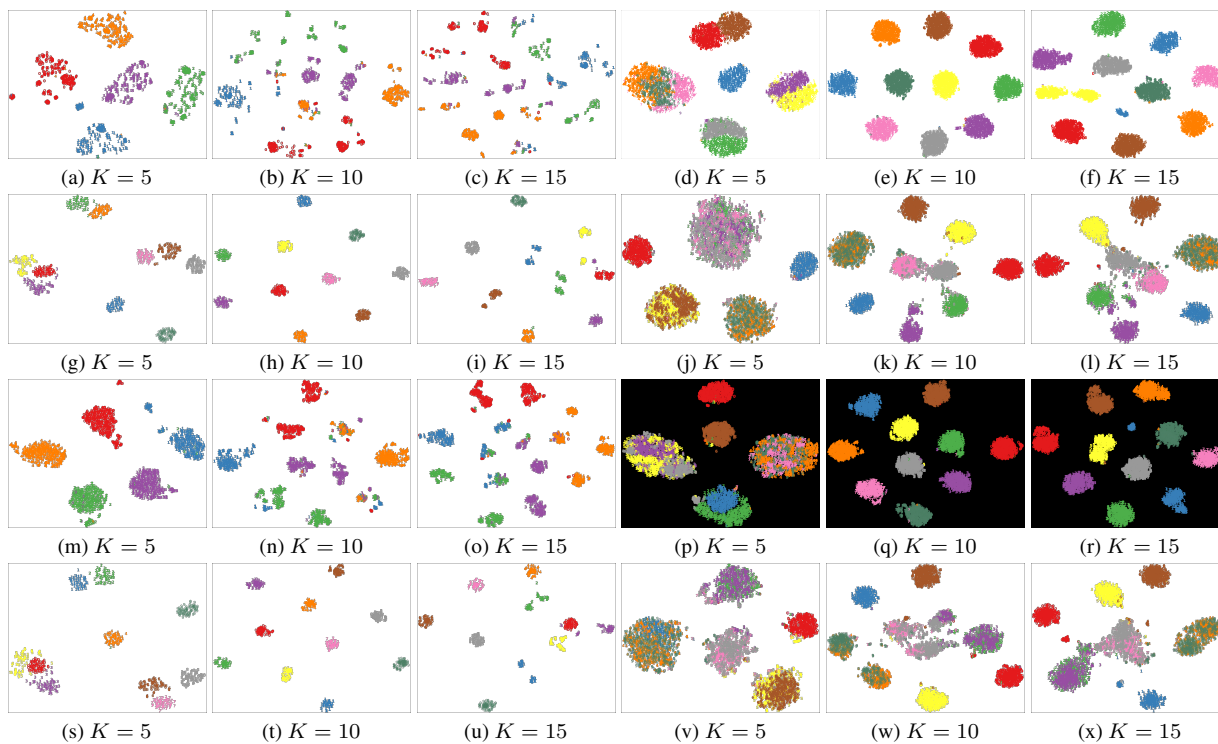 (a) K = 5 (b) K = 10 (c) K = 15 (d) K = 5 (e) K = 10 (f) K = 15
(g) K = 5 (h) K = 10 (i) K = 15 (j) K = 5 (k) K = 10 (l) K = 15
(m) K = 5 (n) K = 10 (o) K = 15 (p) K = 5 (q) K = 10 (r) K = 15
(s) K = 5 (t) K = 10 (u) K = 15 (v) K = 5 (w) K = 10 (x) K = 15